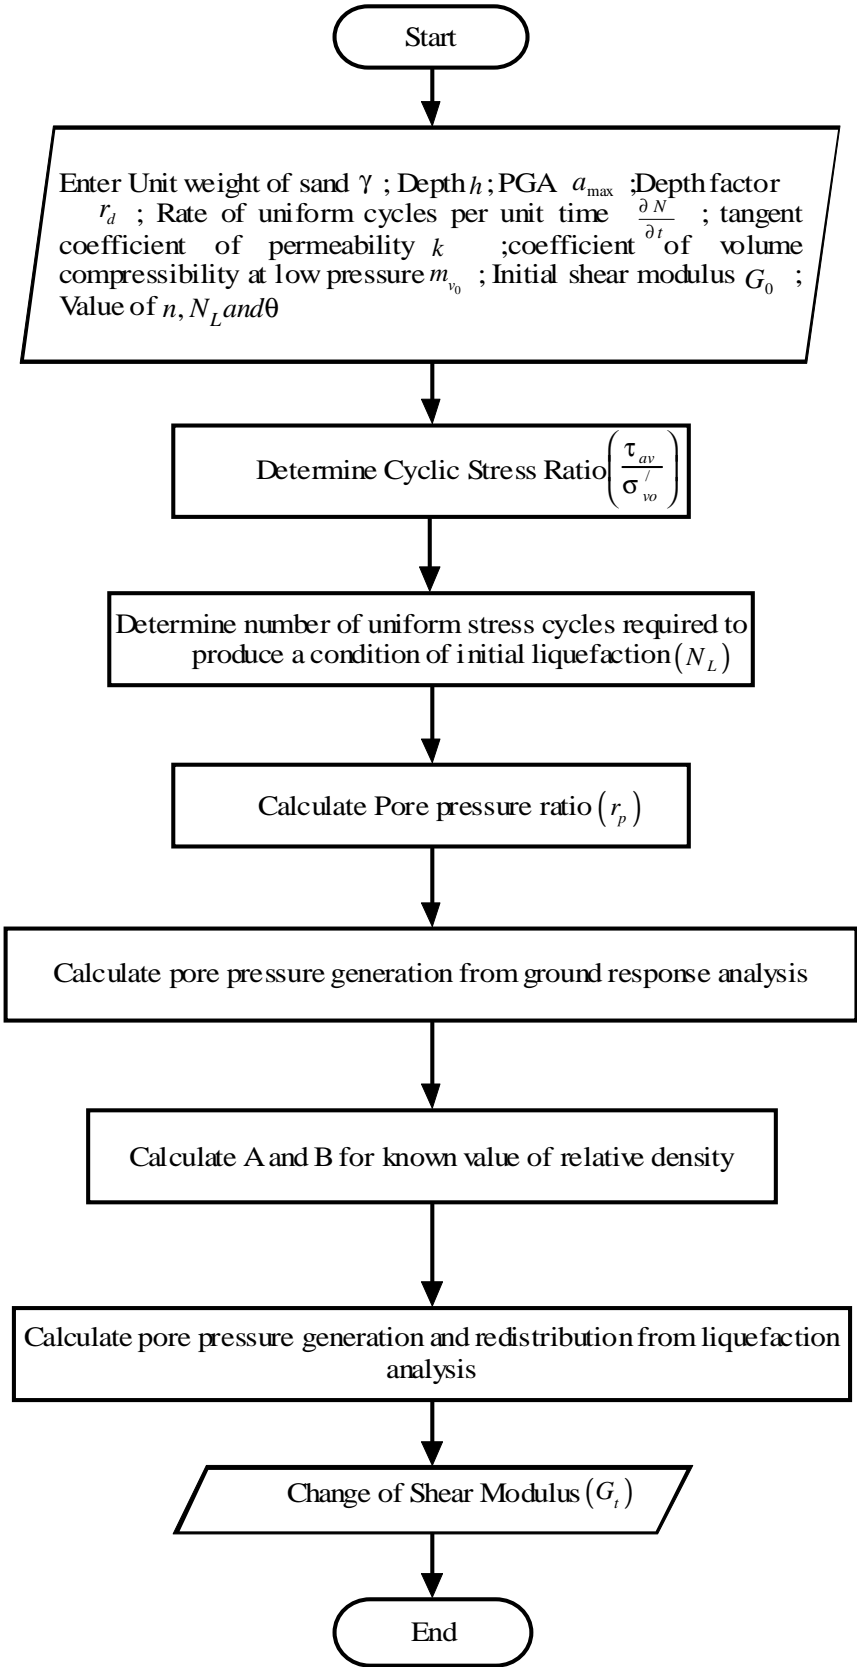 Start
Enter Unit weight of sand γ ; Depth h ; PGA a_max ; Depth factor
r_d ; Rate of uniform cycles per unit time ∂N/∂t ; tangent
coefficient of permeability k ; coefficient of volume
compressibility at low pressure m_v_0 ; Initial shear modulus G_0 ;
Value of n, N_L and θ
Determine Cyclic Stress Ratio (τ_av / σ′_vo)
Determine number of uniform stress cycles required to
produce a condition of initial liquefaction (N_L)
Calculate Pore pressure ratio (r_p)
Calculate pore pressure generation from ground response analysis
Calculate A and B for known value of relative density
Calculate pore pressure generation and redistribution from liquefaction
analysis
Change of Shear Modulus (G_t)
End